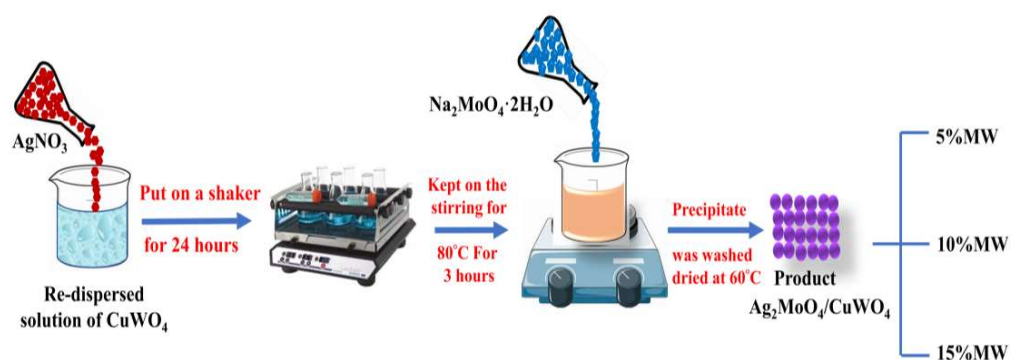 AgNO₃
Re-dispersed
solution of CuWO₄
Put on a shaker
for 24 hours
Kept on the
stirring for
80°C For
3 hours
Na₂MoO₄·2H₂O
Precipitate
was washed
dried at 60°C
Product
Ag₂MoO₄/CuWO₄
5%MW
10%MW
15%MW